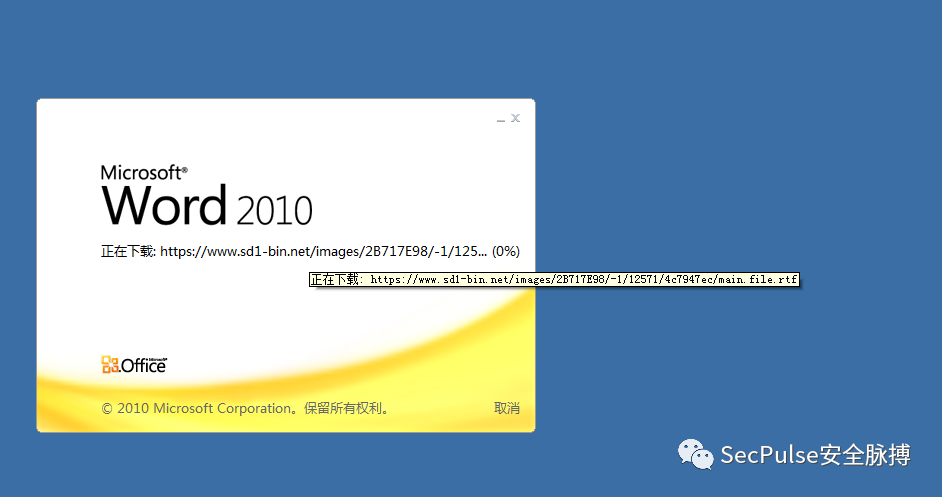 Microsoft®
Word 2010
正在下载: https://www.sd1-bin.net/images/2B717E98/-1/125... (0%)
正在下载: https://www.sd1-bin.net/images/2B717E98/-1/12571/4c7947ec/main.file.rtf
Microsoft®
Office
© 2010 Microsoft Corporation。保留所有权利。
取消
SecPulse安全脉搏